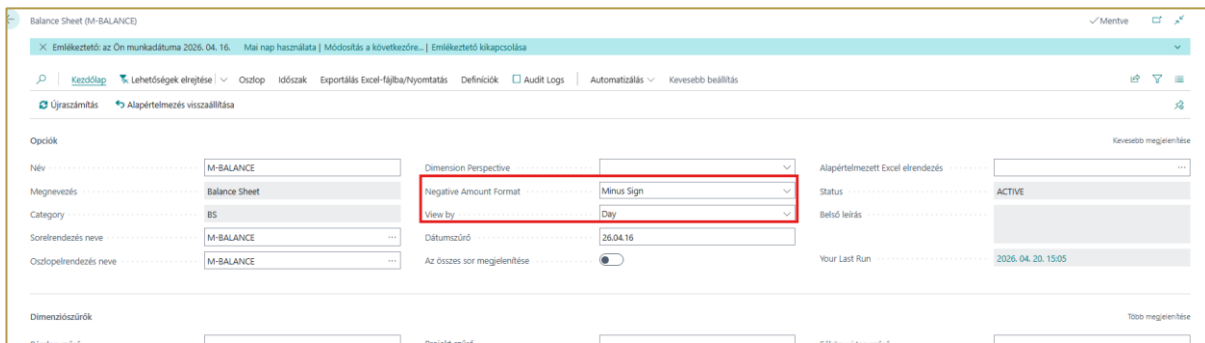 Balance Sheet (M-BALANCE)
Mentve
Emlékeztető: az Ön munkadátuma 2026. 04. 16. Mai nap használata | Módosítás a következőre... | Emlékeztető kikapcsolása
Kezdőlap Lehetőségek elrejtése Oszlop Időszak Exportálás Excel-fájlba/Nyomtatás Definíciók Audit Logs Automatizálás Kevesebb beállítás
Újraszámítás Alapértelmezés visszaállítása
Opciók Kevesebb megjelenítése
Név M-BALANCE Dimension Perspective Alapértelmezett Excel elrendezés
Megnevezés Balance Sheet Negative Amount Format Minus Sign Status ACTIVE
Category BS View by Day Belső leírás
Sorelrendezés neve M-BALANCE Dátumszűrő 26.04.16
Oszlopelrendezés neve M-BALANCE Az összes sor megjelenítése Your Last Run 2026. 04. 20. 15:05
Dimenziószűrők Több megjelenítése